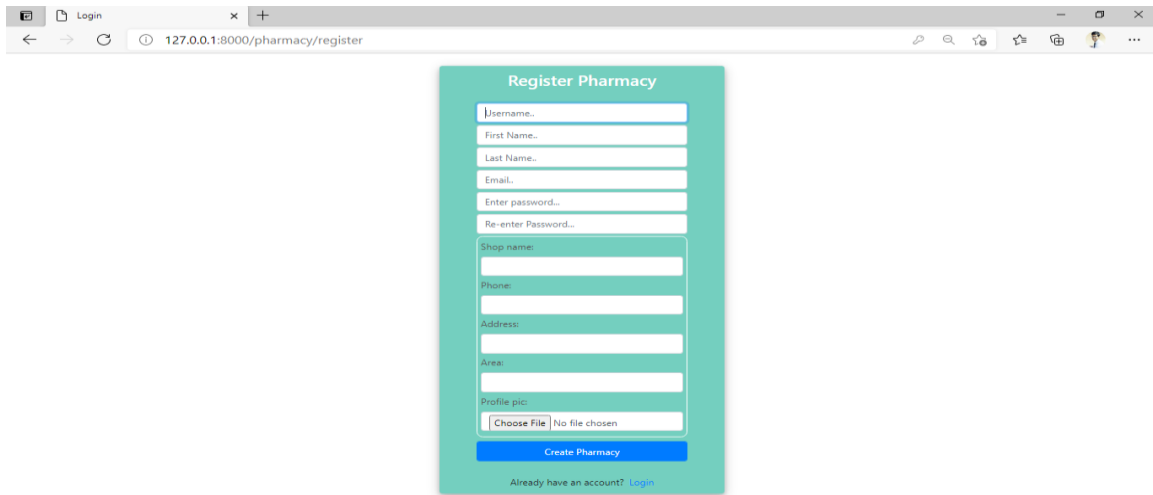 Login
127.0.0.1:8000/pharmacy/register
Register Pharmacy
Username..
First Name..
Last Name..
Email..
Enter password...
Re-enter Password...
Shop name:
Phone:
Address:
Area:
Profile pic:
Choose File No file chosen
Create Pharmacy
Already have an account? Login